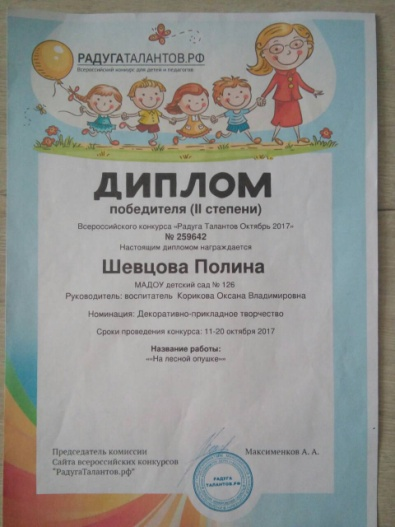 РАДУГАТАЛАНТОВ.РФ
Всероссийский конкурс для детей и педагогов
ДИПЛОМ
победителя (II степени)
Всероссийского конкурса «Радуга Талантов Октябрь 2017»
№ 259642
Настоящим дипломом награждается
Шевцова Полина
МАДОУ детский сад № 126
Руководитель: воспитатель Корикова Оксана Владимировна
Номинация: Декоративно-прикладное творчество
Сроки проведения конкурса: 11-20 октября 2017
Название работы:
««На лесной опушке»»
Председатель комиссии Максименков А. А.
Сайта всероссийских конкурсов
"РадугаТалантов.рф"
РАДУГА
ТАЛАНТОВ.РФ